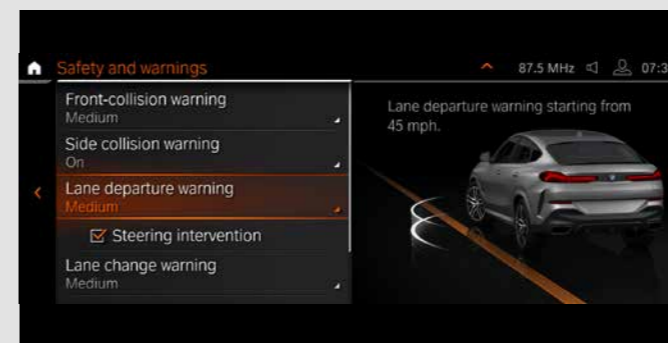 Safety and warnings
87.5 MHz
Front-collision warning
Medium
Side collision warning
On
Lane departure warning
Medium
Steering intervention
Lane change warning
Medium
Lane departure warning starting from
45 mph.